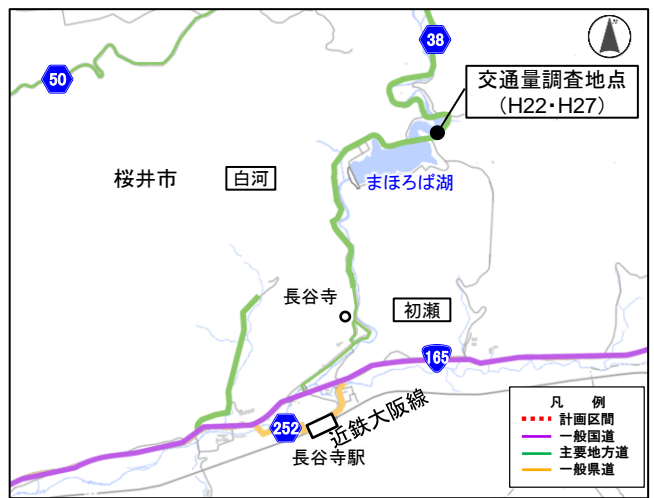 38
50
交通量調査地点
（H22・H27）
桜井市
白河
まほろば湖
長谷寺
初瀬
165
252
近鉄大阪線
長谷寺駅
凡　例
計画区間
一般国道
主要地方道
一般県道